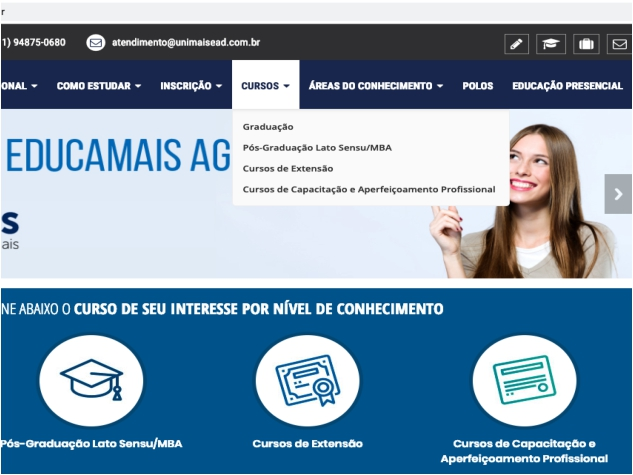 r
1) 94875-0680 atendimento@unimaisead.com.br
ONAL COMO ESTUDAR INSCRIÇÃO CURSOS ÁREAS DO CONHECIMENTO POLOS EDUCAÇÃO PRESENCIAL
Graduação
Pós-Graduação Lato Sensu/MBA
Cursos de Extensão
Cursos de Capacitação e Aperfeiçoamento Profissional
EDUCAMAIS AG
S
ais
NE ABAIXO O CURSO DE SEU INTERESSE POR NÍVEL DE CONHECIMENTO
Pós-Graduação Lato Sensu/MBA
Cursos de Extensão
Cursos de Capacitação e
Aperfeiçoamento Profissional